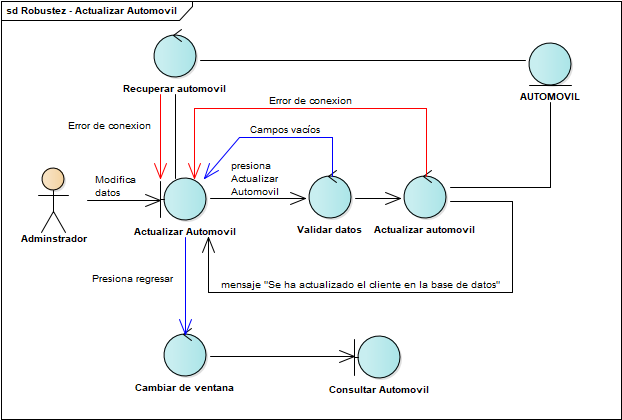 sd Robustez - Actualizar Automovil
Recuperar automovil
AUTOMOVIL
Error de conexion
Error de conexion
Campos vacíos
presiona
Actualizar
Automovil
Modifica
datos
Adminstrador
Actualizar Automovil
Validar datos
Actualizar automovil
Presiona regresar
mensaje "Se ha actualizado el cliente en la base de datos"
Cambiar de ventana
Consultar Automovil